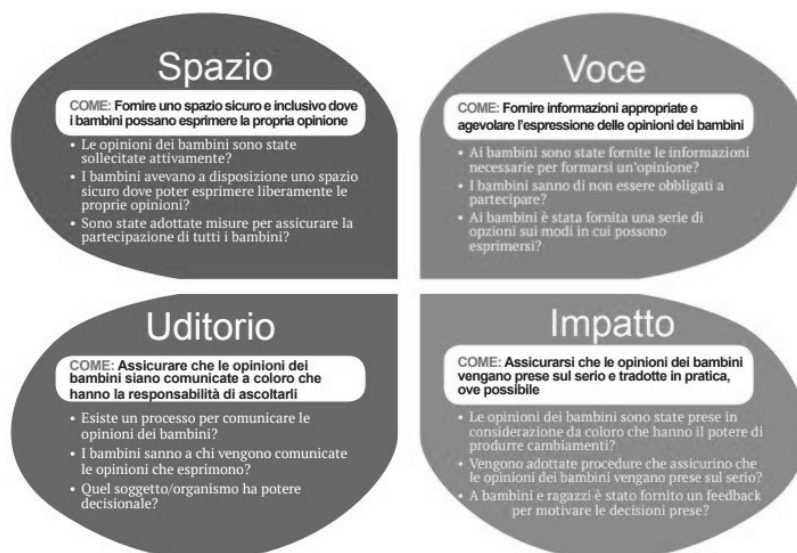 Spazio
COME: Fornire uno spazio sicuro e inclusivo dove
i bambini possano esprimere la propria opinione
• Le opinioni dei bambini sono state
sollecitate attivamente?
• I bambini avevano a disposizione uno spazio
sicuro dove poter esprimere liberamente le
proprie opinioni?
• Sono state adottate misure per assicurare la
partecipazione di tutti i bambini?
Voce
COME: Fornire informazioni appropriate e
agevolare l'espressione delle opinioni dei bambini
• Ai bambini sono state fornite le informazioni
necessarie per formarsi un'opinione?
• I bambini sanno di non essere obbligati a
partecipare?
• Ai bambini è stata fornita una serie di
opzioni sui modi in cui possono
esprimersi?
Uditorio
COME: Assicurare che le opinioni dei
bambini siano comunicate a coloro che
hanno la responsabilità di ascoltarli
• Esiste un processo per comunicare le
opinioni dei bambini?
• I bambini sanno a chi vengono comunicate
le opinioni che esprimono?
• Quel soggetto/organismo ha potere
decisionale?
Impatto
COME: Assicurarsi che le opinioni dei bambini
vengano prese sul serio e tradotte in pratica,
ove possibile
• Le opinioni dei bambini sono state prese in
considerazione da coloro che hanno il potere di
produrre cambiamenti?
• Vengono adottate procedure che assicurino che
le opinioni dei bambini vengano prese sul serio?
• A bambini e ragazzi è stato fornito un feedback
per motivare le decisioni prese?